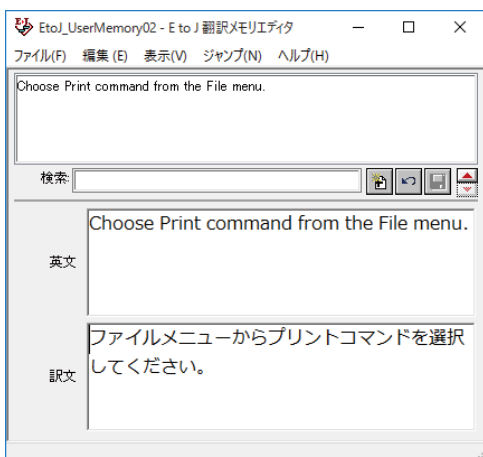 EtoJ_UserMemory02 - E to J 翻訳メモリエディタ
ファイル(F) 編集(E) 表示(V) ジャンプ(N) ヘルプ(H)
Choose Print command from the File menu.
検索:
英文
Choose Print command from the File menu.
訳文
ファイルメニューからプリントコマンドを選択
してください。